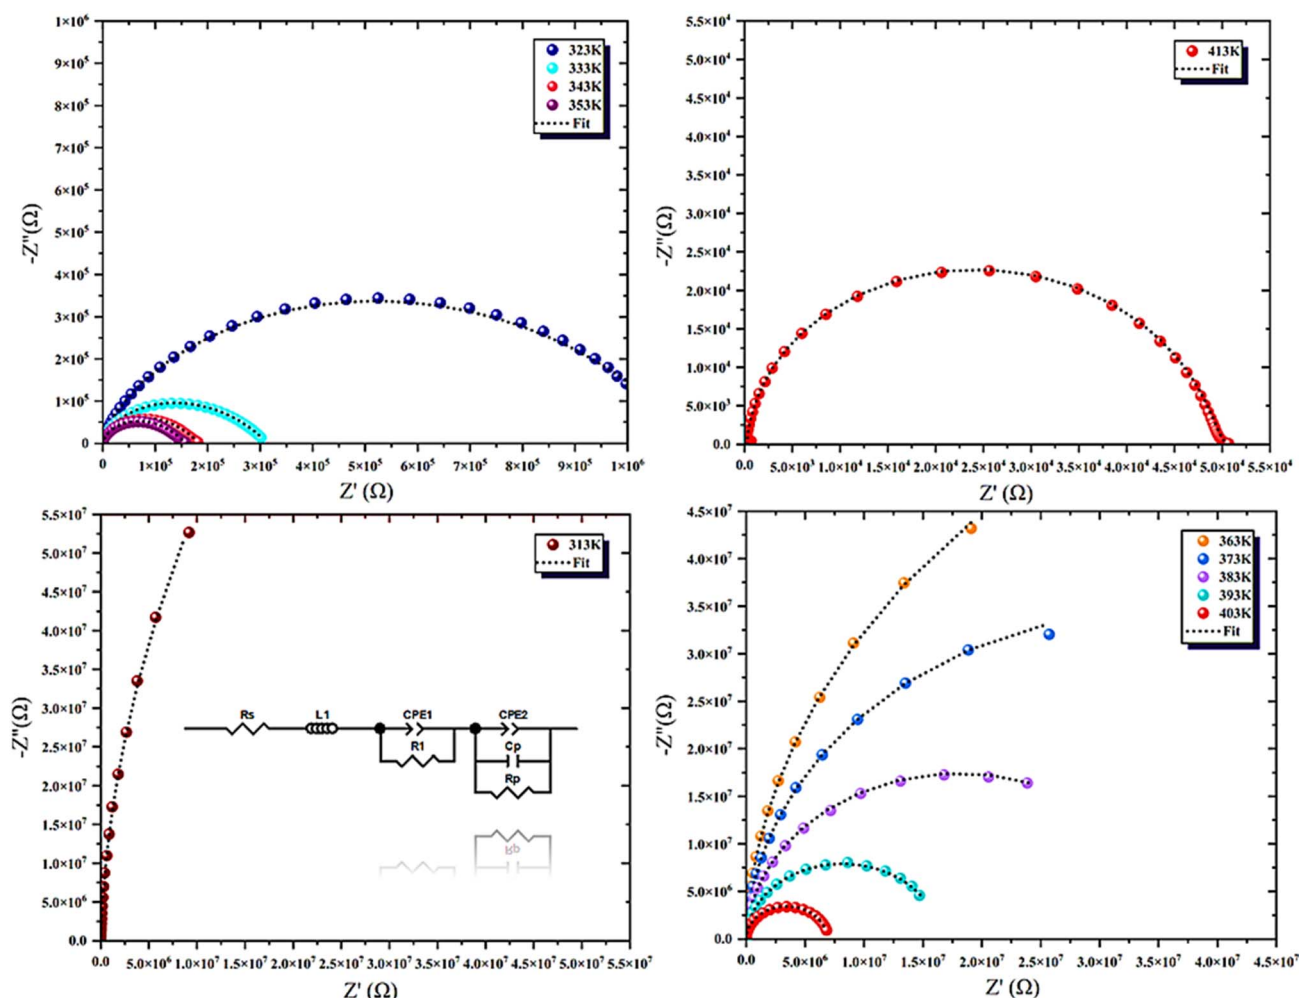 1×10⁶
9×10⁵
8×10⁵
7×10⁵
6×10⁵
5×10⁵
4×10⁵
3×10⁵
2×10⁵
1×10⁵
0
-Z"(Ω)
323K
333K
343K
353K
Fit
0 1×10⁵ 2×10⁵ 3×10⁵ 4×10⁵ 5×10⁵ 6×10⁵ 7×10⁵ 8×10⁵ 9×10⁵ 1×10⁶
Z' (Ω)
5.5×10⁴
5.0×10⁴
4.5×10⁴
4.0×10⁴
3.5×10⁴
3.0×10⁴
2.5×10⁴
2.0×10⁴
1.5×10⁴
1.0×10⁴
5.0×10³
0.0
-Z"(Ω)
413K
Fit
0.0 5.0×10³ 1.0×10⁴ 1.5×10⁴ 2.0×10⁴ 2.5×10⁴ 3.0×10⁴ 3.5×10⁴ 4.0×10⁴ 4.5×10⁴ 5.0×10⁴ 5.5×10⁴
Z' (Ω)
5.5×10⁷
5.0×10⁷
4.5×10⁷
4.0×10⁷
3.5×10⁷
3.0×10⁷
2.5×10⁷
2.0×10⁷
1.5×10⁷
1.0×10⁷
5.0×10⁶
0.0
-Z"(Ω)
313K
Fit
Rs L1 CPE1 CPE2
R1 Cp
Rp
Rp
0.0 5.0×10⁶ 1.0×10⁷ 1.5×10⁷ 2.0×10⁷ 2.5×10⁷ 3.0×10⁷ 3.5×10⁷ 4.0×10⁷ 4.5×10⁷ 5.0×10⁷ 5.5×10⁷
Z' (Ω)
4.5×10⁷
4.0×10⁷
3.5×10⁷
3.0×10⁷
2.5×10⁷
2.0×10⁷
1.5×10⁷
1.0×10⁷
5.0×10⁶
0.0
-Z"(Ω)
363K
373K
383K
393K
403K
Fit
0.0 5.0×10⁶ 1.0×10⁷ 1.5×10⁷ 2.0×10⁷ 2.5×10⁷ 3.0×10⁷ 3.5×10⁷ 4.0×10⁷ 4.5×10⁷
Z' (Ω)